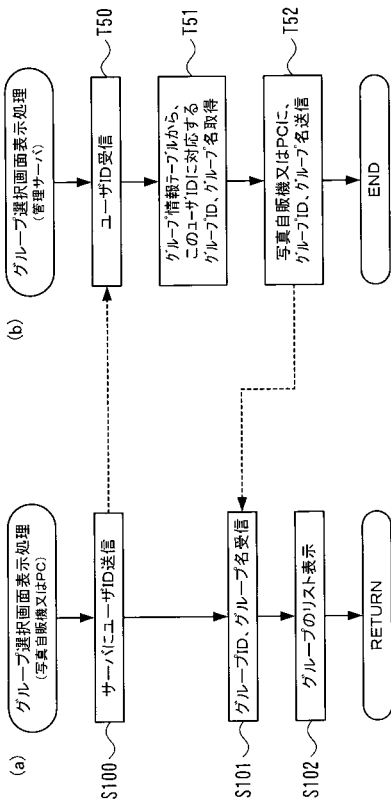 (a)
グループ選択画面表示処理
(写真自販機又はPC)
サーバにユーザID送信
S100
グループID、グループ名受信
S101
グループのリスト表示
S102
RETURN
(b)
グループ選択画面表示処理
(管理サーバ)
ユーザID受信
T50
グループ情報テーブルから、
このユーザIDに対応する
グループID、グループ名取得
T51
写真自販機又はPCに、
グループID、グループ名送信
T52
END